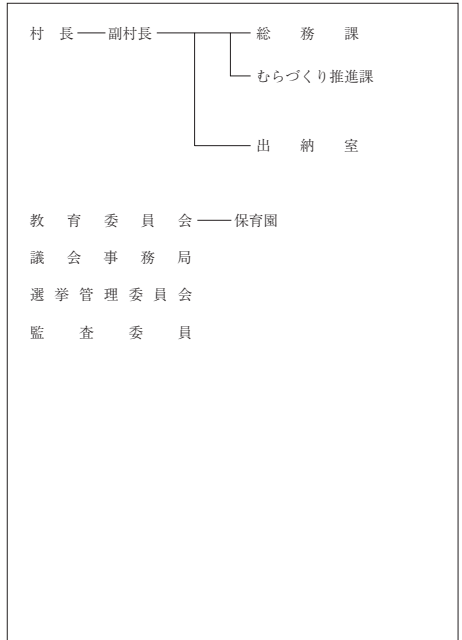 村長 副村長 総務課
むらづくり推進課
出納室
教育委員会 保育園
議会事務局
選挙管理委員会
監査委員